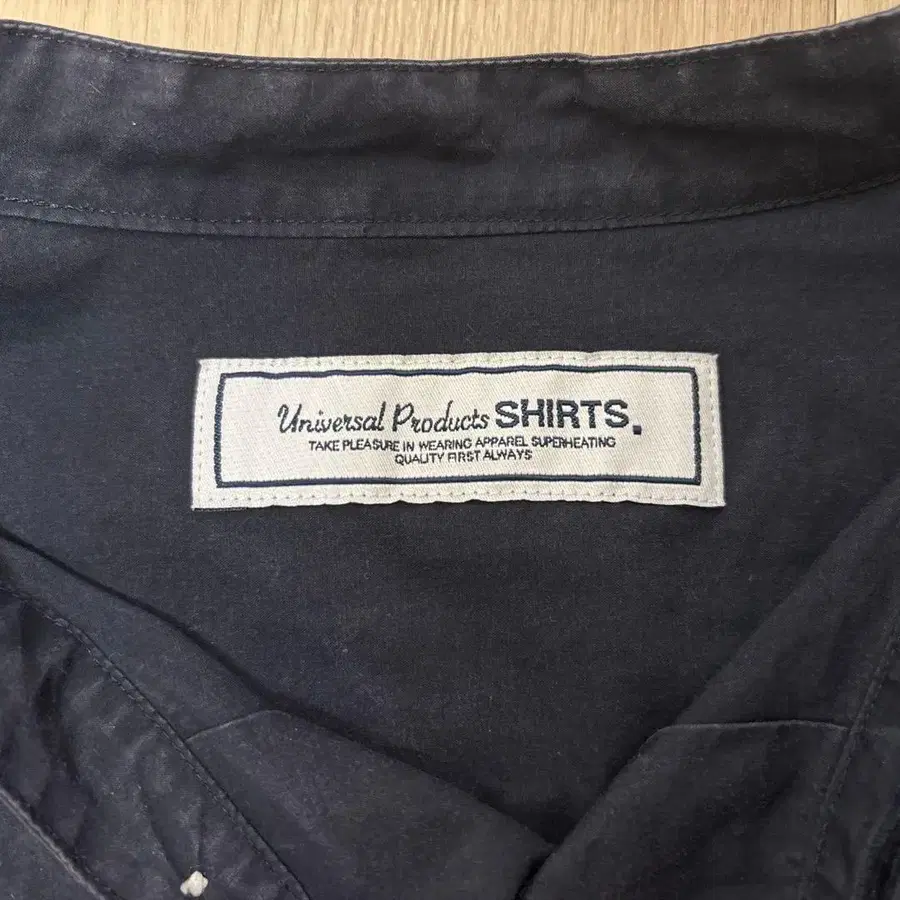 Universal Products SHIRTS.
TAKE PLEASURE IN WEARING APPAREL SUPERHEATING
QUALITY FIRST ALWAYS